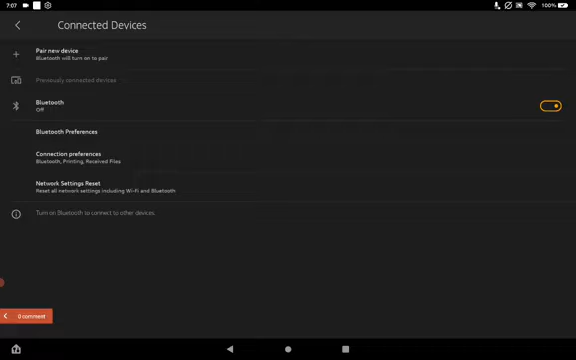 7:07
100%
Connected Devices
Pair new device
Bluetooth will turn on to pair
Previously connected devices
Bluetooth
Off
Bluetooth Preferences
Connection preferences
Bluetooth, Printing, Received Files
Network Settings Reset
Reset all network settings including Wi-Fi and Bluetooth
Turn on Bluetooth to connect to other devices.
0 comment